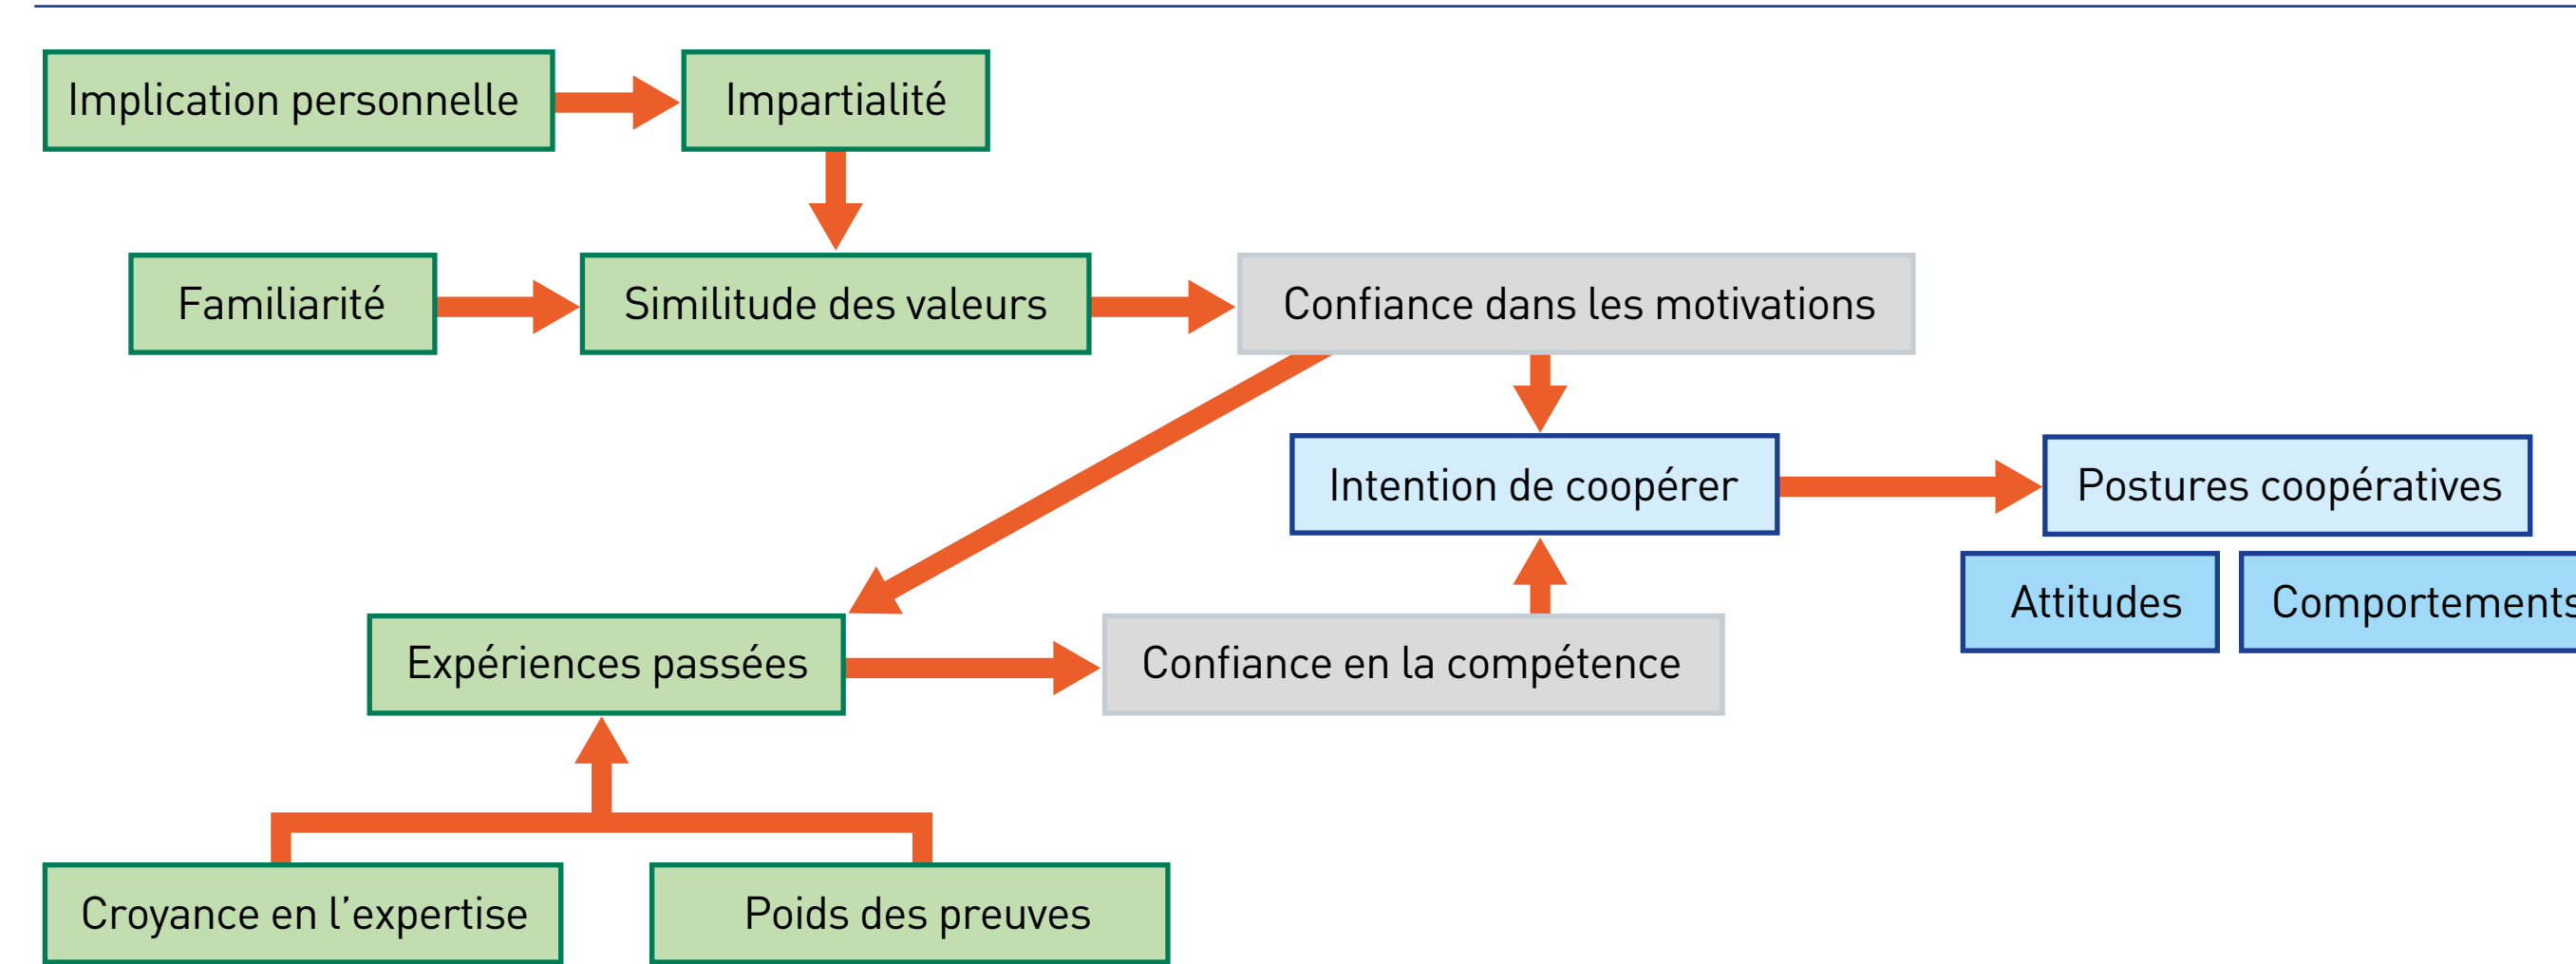 Implication personnelle
Impartialité
Familiarité
Similitude des valeurs
Confiance dans les motivations
Intention de coopérer
Postures coopératives
Attitudes
Comportements
Expériences passées
Confiance en la compétence
Croyance en l’expertise
Poids des preuves